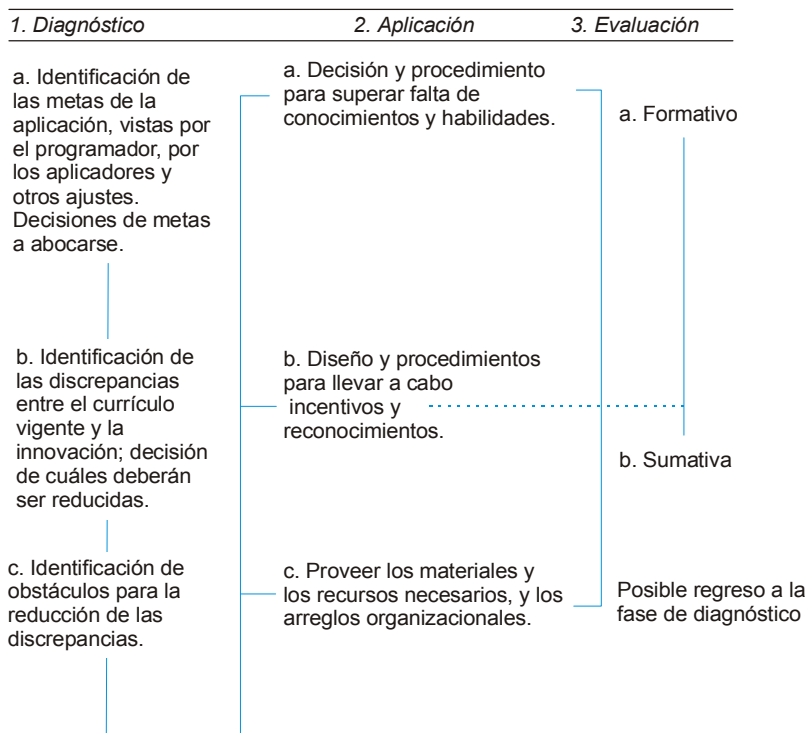 1. Diagnóstico 2. Aplicación 3. Evaluación
a. Identificación de
las metas de la
aplicación, vistas por
el programador, por
los aplicadores y
otros ajustes.
Decisiones de metas
a abocarse.
b. Identificación de
las discrepancias
entre el currículo
vigente y la
innovación; decisión
de cuáles deberán
ser reducidas.
c. Identificación de
obstáculos para la
reducción de las
discrepancias.
a. Decisión y procedimiento
para superar falta de
conocimientos y habilidades.
b. Diseño y procedimientos
para llevar a cabo
incentivos y
reconocimientos.
c. Proveer los materiales y
los recursos necesarios, y los
arreglos organizacionales.
a. Formativo
b. Sumativa
Posible regreso a la
fase de diagnóstico